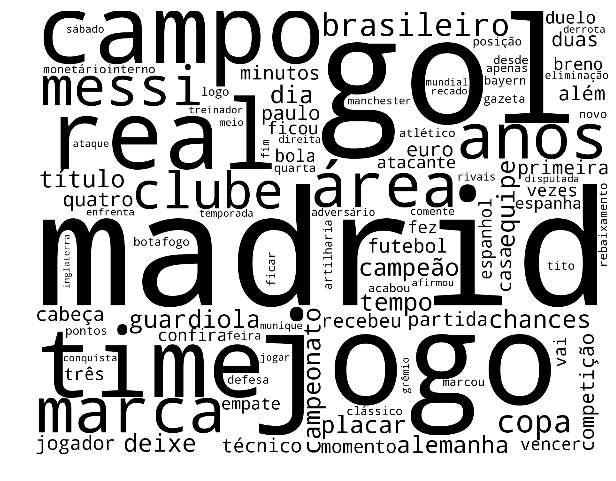 campo
sábado
brasileiro
gol
duelo
derrota
duas
posição
desde
apenas
breno
eliminação
monetáriointerno
minutos
mundial
recado
bayern
gazeta
além
messi
logo
dia
manchester
treinador
meio
paulo
ficou
direita
novo
real
ataque
fim
bola
quarta
atlético
euro
atacante
anos
primeira
título
quatro
clube
área
rivais
disputada
vezes
espanha
equipe
casa
espanhol
rebaixamento
enfrenta
temporada
adversário
comente
fez
madrid
inglaterra
botafogo
ficar
artilharia
futebol
campeão
acabou
afirmou
tempo
tito
cabeça
pontos
guardiola
munique
recebeu
partida
chances
confira
feira
time
conquista
três
jogar
defesa
jogo
campeonato
grêmio
marcou
vai
competição
marca
empate
clássico
placar
copa
jogador
deixe
técnico
momento
alemanha
vencer